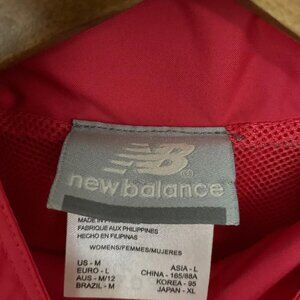 NB
new balance
MADE IN PHILIPPINES
FABRIQUE AUX PHILIPPINES
HECHO EN FILIPINAS
WOMENS/FEMMES/MUJERES
US - M
EURO - L
AUS - M/12
BRAZIL - M
ASIA - L
CHINA - 165/88A
KOREA - 95
JAPAN - XL